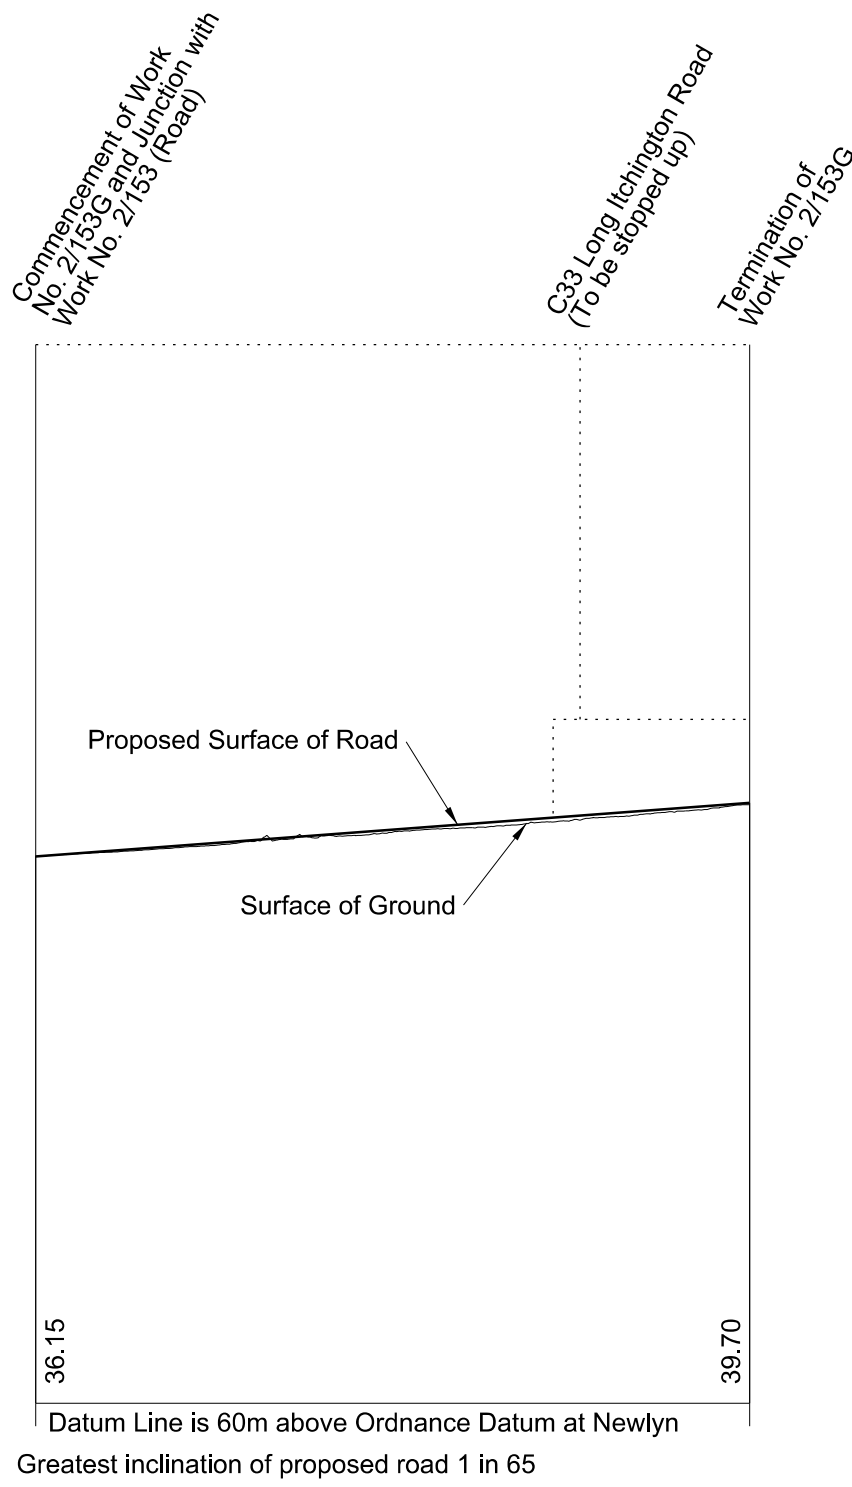 Commencement of Work
No. 2/153G and Junction with
Work No. 2/153 (Road)
C33 Long Itchington Road
(To be stopped up)
Termination of
Work No. 2/153G
Proposed Surface of Road
Surface of Ground
36.15
39.70
Datum Line is 60m above Ordnance Datum at Newlyn
Greatest inclination of proposed road 1 in 65